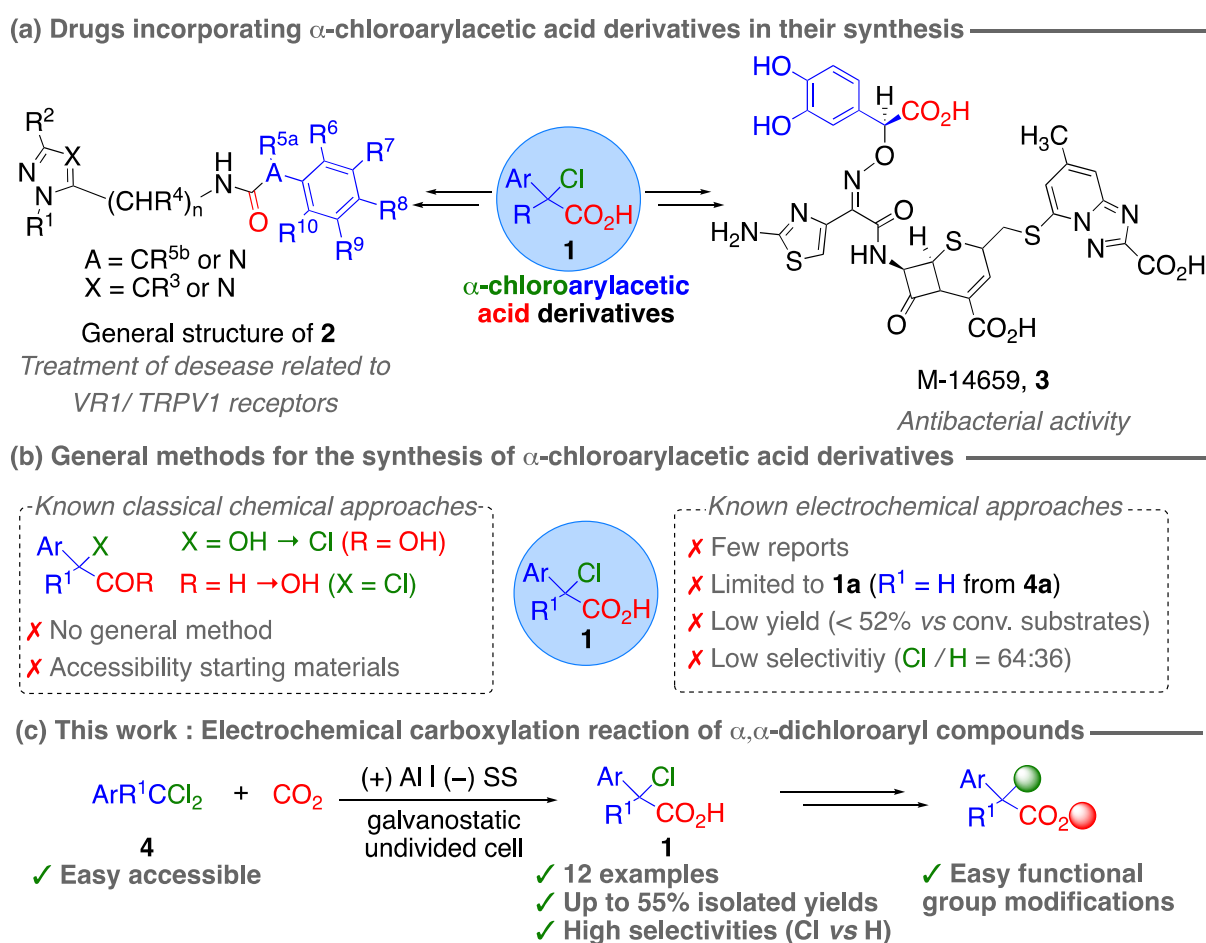 (a) Drugs incorporating α-chloroarylacetic acid derivatives in their synthesis
R²
X
N
N
R¹
(CHR⁴)ₙ
H
N
O
R⁵ᵃ
A
R⁶
R⁷
R⁸
R⁹
R¹⁰
A = CR⁵ᵇ or N
X = CR³ or N
General structure of 2
Treatment of desease related to
VR1/ TRPV1 receptors
Ar
Cl
R
CO₂H
1
α-chloroarylacetic
acid derivatives
HO
HO
H
CO₂H
O
N
N
H₂N
S
O
HN
H
S
O
CO₂H
S
H₃C
N
N
N
CO₂H
M-14659, 3
Antibacterial activity
(b) General methods for the synthesis of α-chloroarylacetic acid derivatives
Known classical chemical approaches
Ar
X
R¹
COR
X = OH → Cl (R = OH)
R = H →OH (X = Cl)
✗ No general method
✗ Accessibility starting materials
Ar
Cl
R¹
CO₂H
1
Known electrochemical approaches
✗ Few reports
✗ Limited to 1a (R¹ = H from 4a)
✗ Low yield (< 52% vs conv. substrates)
✗ Low selectivitiy (Cl / H = 64:36)
(c) This work : Electrochemical carboxylation reaction of α,α-dichloroaryl compounds
ArR¹CCl₂ + CO₂
4
✓ Easy accessible
(+) Al I (−) SS
galvanostatic
undivided cell
Ar
Cl
R¹
CO₂H
1
✓ 12 examples
✓ Up to 55% isolated yields
✓ High selectivities (Cl vs H)
Ar
R¹
CO₂
✓ Easy functional
group modifications